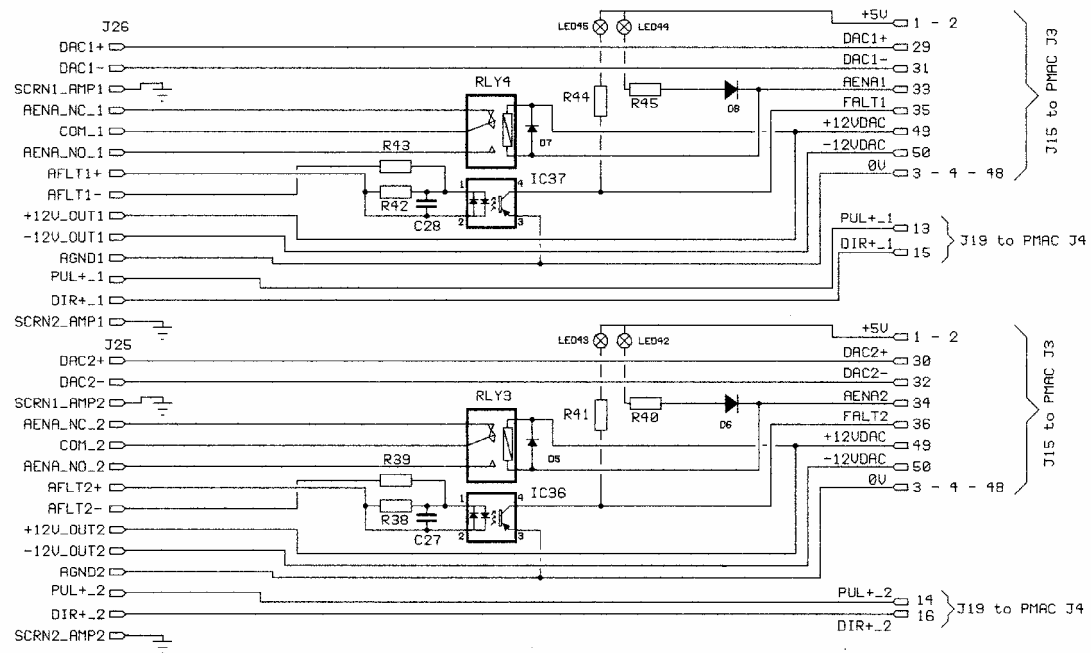 J26
LED45 LED44 +5V 1 - 2
DAC1+ DAC1+ 29
DAC1- DAC1- 31
SCRN1_AMP1 RLY4 R44 R45 D8 AENA1 33
AENA_NC_1 FALT1 35
COM_1 D7 +12VDAC 49
AENA_NO_1 R43 -12VDAC 50
AFLT1+ IC37 0V 3 - 4 - 48
J15 to PMAC J3
AFLT1- R42 1 4
+12V_OUT1 C28 2 3 PUL+_1 13
-12V_OUT1 DIR+_1 15
J19 to PMAC J4
AGND1
PUL+_1
DIR+_1
SCRN2_AMP1
J25
LED43 LED42 +5V 1 - 2
DAC2+ DAC2+ 30
DAC2- DAC2- 32
SCRN1_AMP2 RLY3 R41 R40 D6 AENA2 34
AENA_NC_2 FALT2 36
COM_2 D5 +12VDAC 49
AENA_NO_2 R39 -12VDAC 50
AFLT2+ IC36 0V 3 - 4 - 48
J15 to PMAC J3
AFLT2- R38 1 4
+12V_OUT2 C27 2 3
-12V_OUT2
AGND2
PUL+_2 PUL+_2 14
DIR+_2 16
J19 to PMAC J4
DIR+_2
SCRN2_AMP2